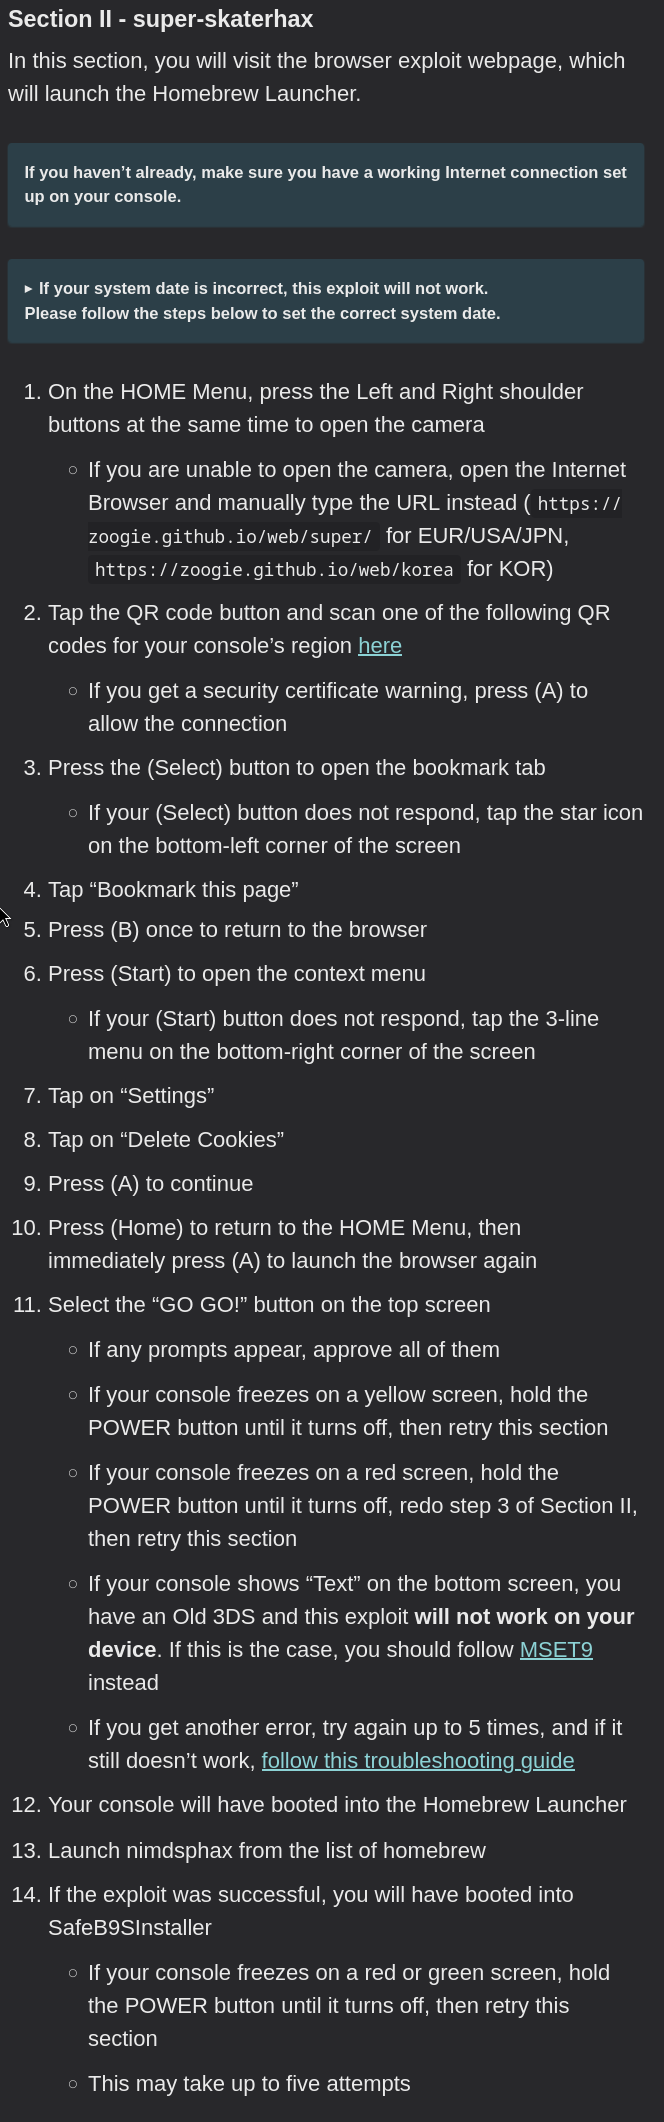 Section II - super-skaterhax
In this section, you will visit the browser exploit webpage, which
will launch the Homebrew Launcher.
If you haven’t already, make sure you have a working Internet connection set
up on your console.
▸ If your system date is incorrect, this exploit will not work.
Please follow the steps below to set the correct system date.
1. On the HOME Menu, press the Left and Right shoulder
buttons at the same time to open the camera
○ If you are unable to open the camera, open the Internet
Browser and manually type the URL instead ( https://
zoogie.github.io/web/super/ for EUR/USA/JPN,
https://zoogie.github.io/web/korea for KOR)
2. Tap the QR code button and scan one of the following QR
codes for your console’s region here
○ If you get a security certificate warning, press (A) to
allow the connection
3. Press the (Select) button to open the bookmark tab
○ If your (Select) button does not respond, tap the star icon
on the bottom-left corner of the screen
4. Tap “Bookmark this page”
5. Press (B) once to return to the browser
6. Press (Start) to open the context menu
○ If your (Start) button does not respond, tap the 3-line
menu on the bottom-right corner of the screen
7. Tap on “Settings”
8. Tap on “Delete Cookies”
9. Press (A) to continue
10. Press (Home) to return to the HOME Menu, then
immediately press (A) to launch the browser again
11. Select the “GO GO!” button on the top screen
○ If any prompts appear, approve all of them
○ If your console freezes on a yellow screen, hold the
POWER button until it turns off, then retry this section
○ If your console freezes on a red screen, hold the
POWER button until it turns off, redo step 3 of Section II,
then retry this section
○ If your console shows “Text” on the bottom screen, you
have an Old 3DS and this exploit will not work on your
device. If this is the case, you should follow MSET9
instead
○ If you get another error, try again up to 5 times, and if it
still doesn’t work, follow this troubleshooting guide
12. Your console will have booted into the Homebrew Launcher
13. Launch nimdsphax from the list of homebrew
14. If the exploit was successful, you will have booted into
SafeB9SInstaller
○ If your console freezes on a red or green screen, hold
the POWER button until it turns off, then retry this
section
○ This may take up to five attempts